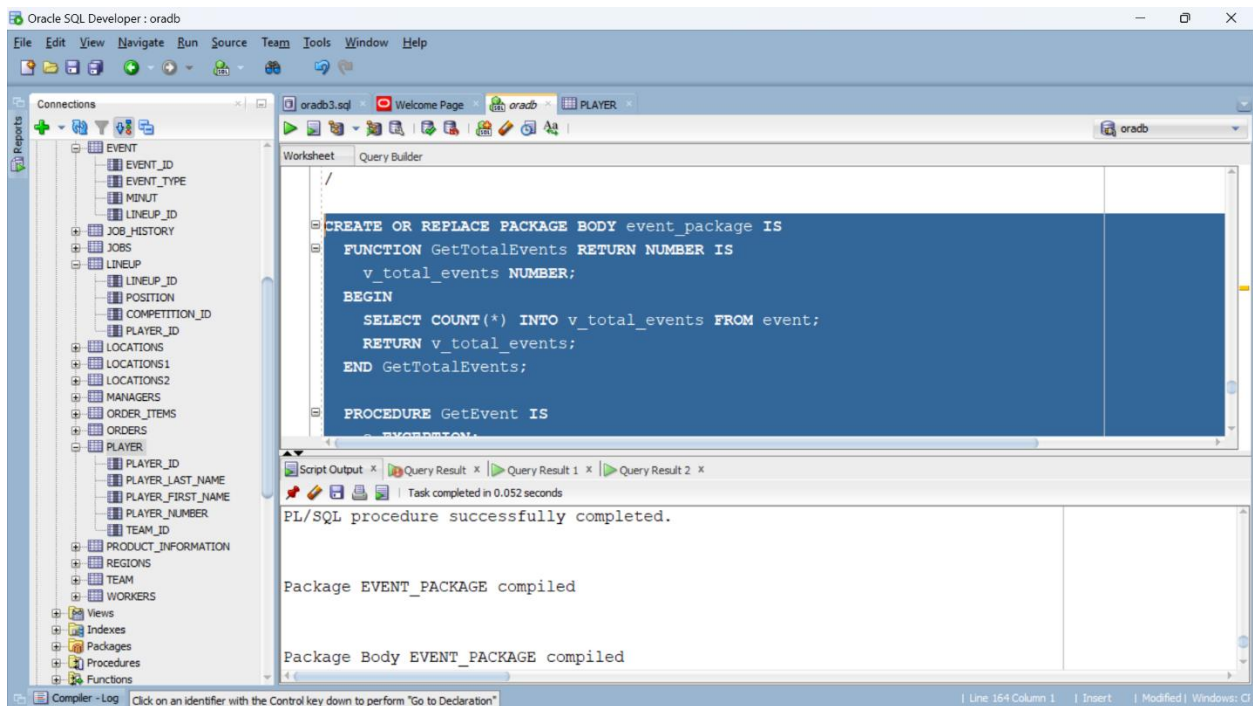 Oracle SQL Developer : oradb
File Edit View Navigate Run Source Team Tools Window Help
Reports
Connections
oradb3.sql Welcome Page oradb PLAYER
oradb
Worksheet Query Builder
EVENT
EVENT_ID
EVENT_TYPE
MINUT
LINEUP_ID
JOB_HISTORY
JOBS
LINEUP
LINEUP_ID
POSITION
COMPETITION_ID
PLAYER_ID
LOCATIONS
LOCATIONS1
LOCATIONS2
MANAGERS
ORDER_ITEMS
ORDERS
PLAYER
PLAYER_ID
PLAYER_LAST_NAME
PLAYER_FIRST_NAME
PLAYER_NUMBER
TEAM_ID
PRODUCT_INFORMATION
REGIONS
TEAM
WORKERS
Views
Indexes
Packages
Procedures
Functions
/
CREATE OR REPLACE PACKAGE BODY event_package IS
FUNCTION GetTotalEvents RETURN NUMBER IS
v_total_events NUMBER;
BEGIN
SELECT COUNT(*) INTO v_total_events FROM event;
RETURN v_total_events;
END GetTotalEvents;
PROCEDURE GetEvent IS
EXCEPTION;
Script Output Query Result Query Result 1 Query Result 2
Task completed in 0.052 seconds
PL/SQL procedure successfully completed.
Package EVENT_PACKAGE compiled
Package Body EVENT_PACKAGE compiled
Compiler - Log Click on an identifier with the Control key down to perform "Go to Declaration" | Line 164 Column 1 | Insert | Modified | Windows: C